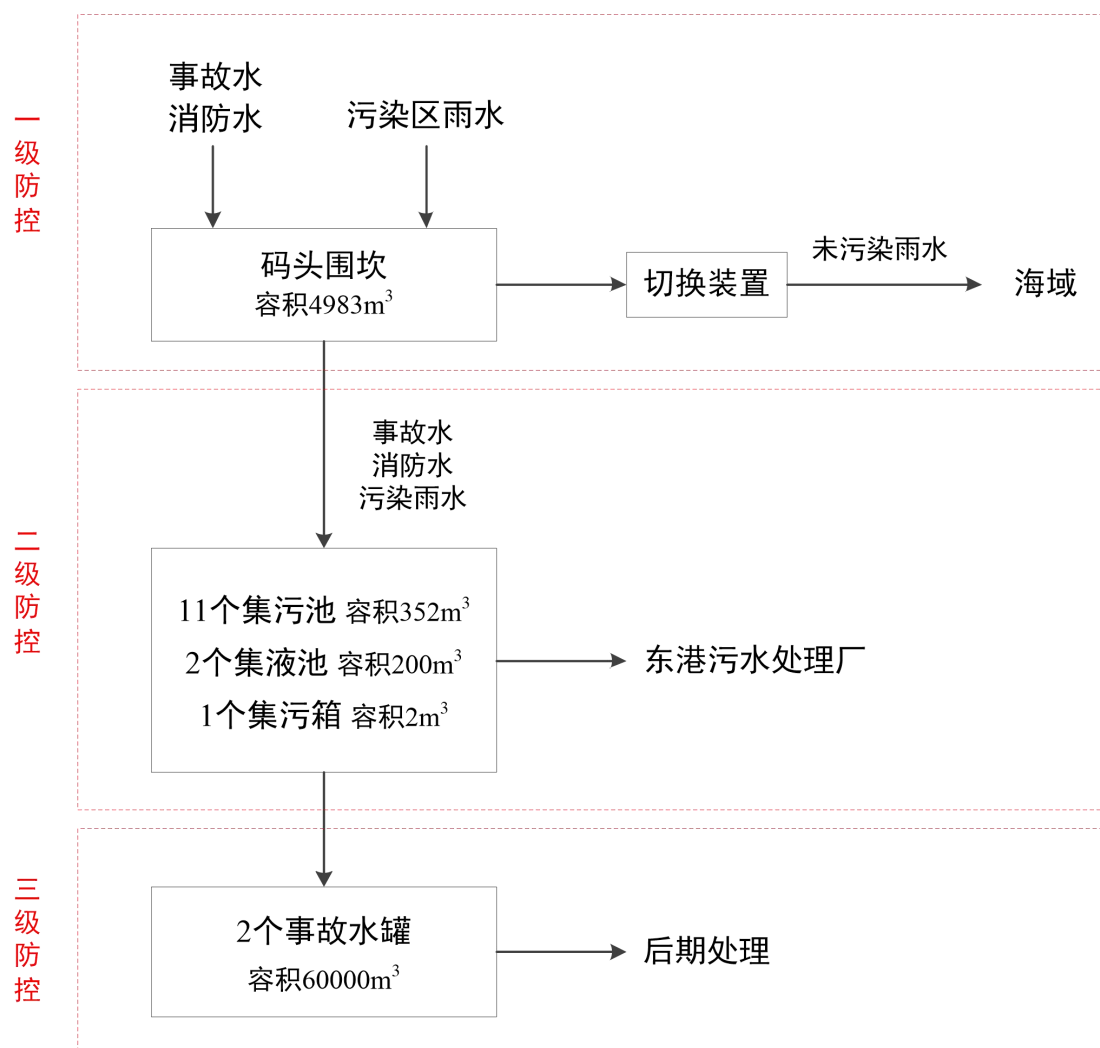 一级防控
事故水
消防水
污染区雨水
码头围坎
容积4983m³
切换装置
未污染雨水
海域
事故水
消防水
污染雨水
二级防控
11个集污池 容积352m³
2个集液池 容积200m³
1个集污箱 容积2m³
东港污水处理厂
三级防控
2个事故水罐
容积60000m³
后期处理